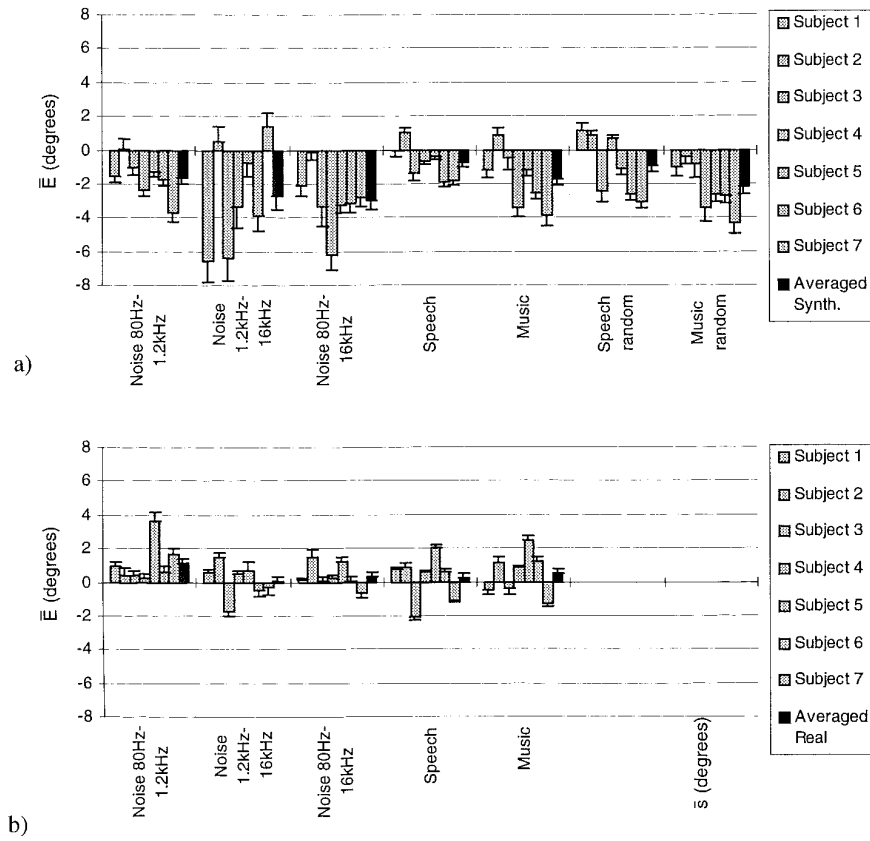 8
6
4
2
0
-2
-4
-6
-8
E̅ (degrees)
Noise 80Hz-
1.2kHz
Noise
1.2kHz-
16kHz
Noise 80Hz-
16kHz
Speech
Music
Speech
random
Music
random
Subject 1
Subject 2
Subject 3
Subject 4
Subject 5
Subject 6
Subject 7
Averaged
Synth.
a)
8
6
4
2
0
-2
-4
-6
-8
E̅ (degrees)
Noise 80Hz-
1.2kHz
Noise
1.2kHz-
16kHz
Noise 80Hz-
16kHz
Speech
Music
s̅ (degrees)
Subject 1
Subject 2
Subject 3
Subject 4
Subject 5
Subject 6
Subject 7
Averaged
Real
b)